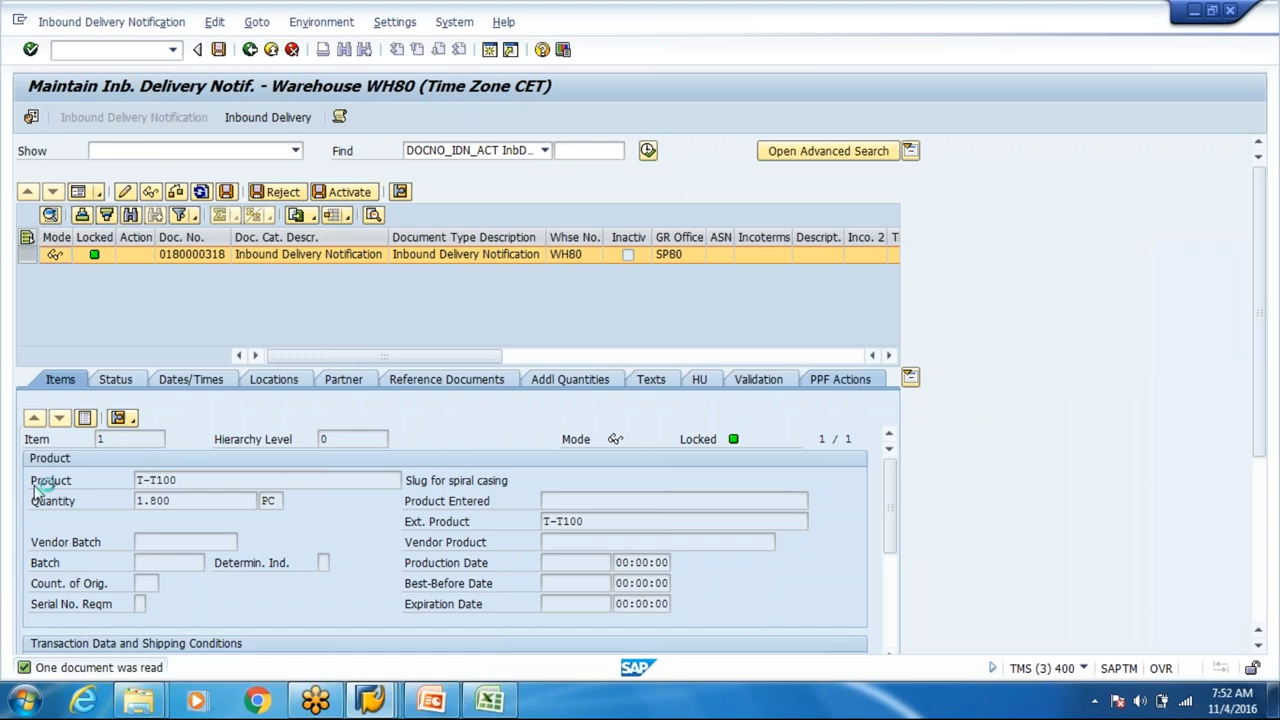 Inbound Delivery Notification Edit Goto Environment Settings System Help
Maintain Inb. Delivery Notif. - Warehouse WH80 (Time Zone CET)
Inbound Delivery Notification Inbound Delivery
Show Find DOCNO_IDN_ACT InbD... Open Advanced Search
Reject Activate
Mode Locked Action Doc. No. Doc. Cat. Descr. Document Type Description Whse No. Inactiv GR Office ASN Incoterms Descript. Inco. 2 T
0180000318 Inbound Delivery Notification Inbound Delivery Notification WH80 SP80
Items Status Dates/Times Locations Partner Reference Documents Addl Quantities Texts HU Validation PPF Actions
Item 1 Hierarchy Level 0 Mode Locked 1 / 1
Product
Product T-T100 Slug for spiral casing
Quantity 1.800 PC Product Entered
Ext. Product T-T100
Vendor Batch Vendor Product
Batch Determin. Ind. Production Date 00:00:00
Count. of Orig. Best-Before Date 00:00:00
Serial No. Reqm Expiration Date 00:00:00
Transaction Data and Shipping Conditions
One document was read SAP TMS (3) 400 SAPTM OVR
7:52 AM
11/4/2016